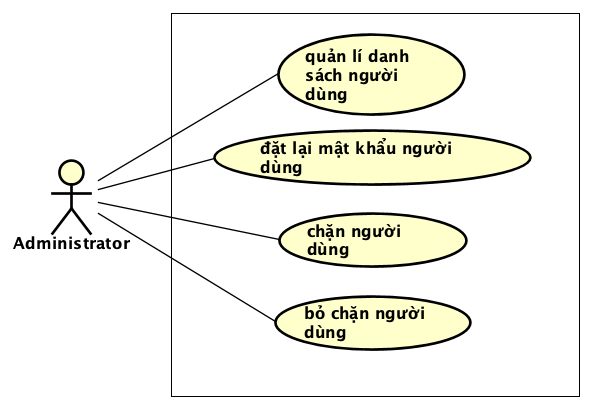 quản lí danh
sách người
dùng
đặt lại mật khẩu người
dùng
chặn người
dùng
Administrator
bỏ chặn người
dùng